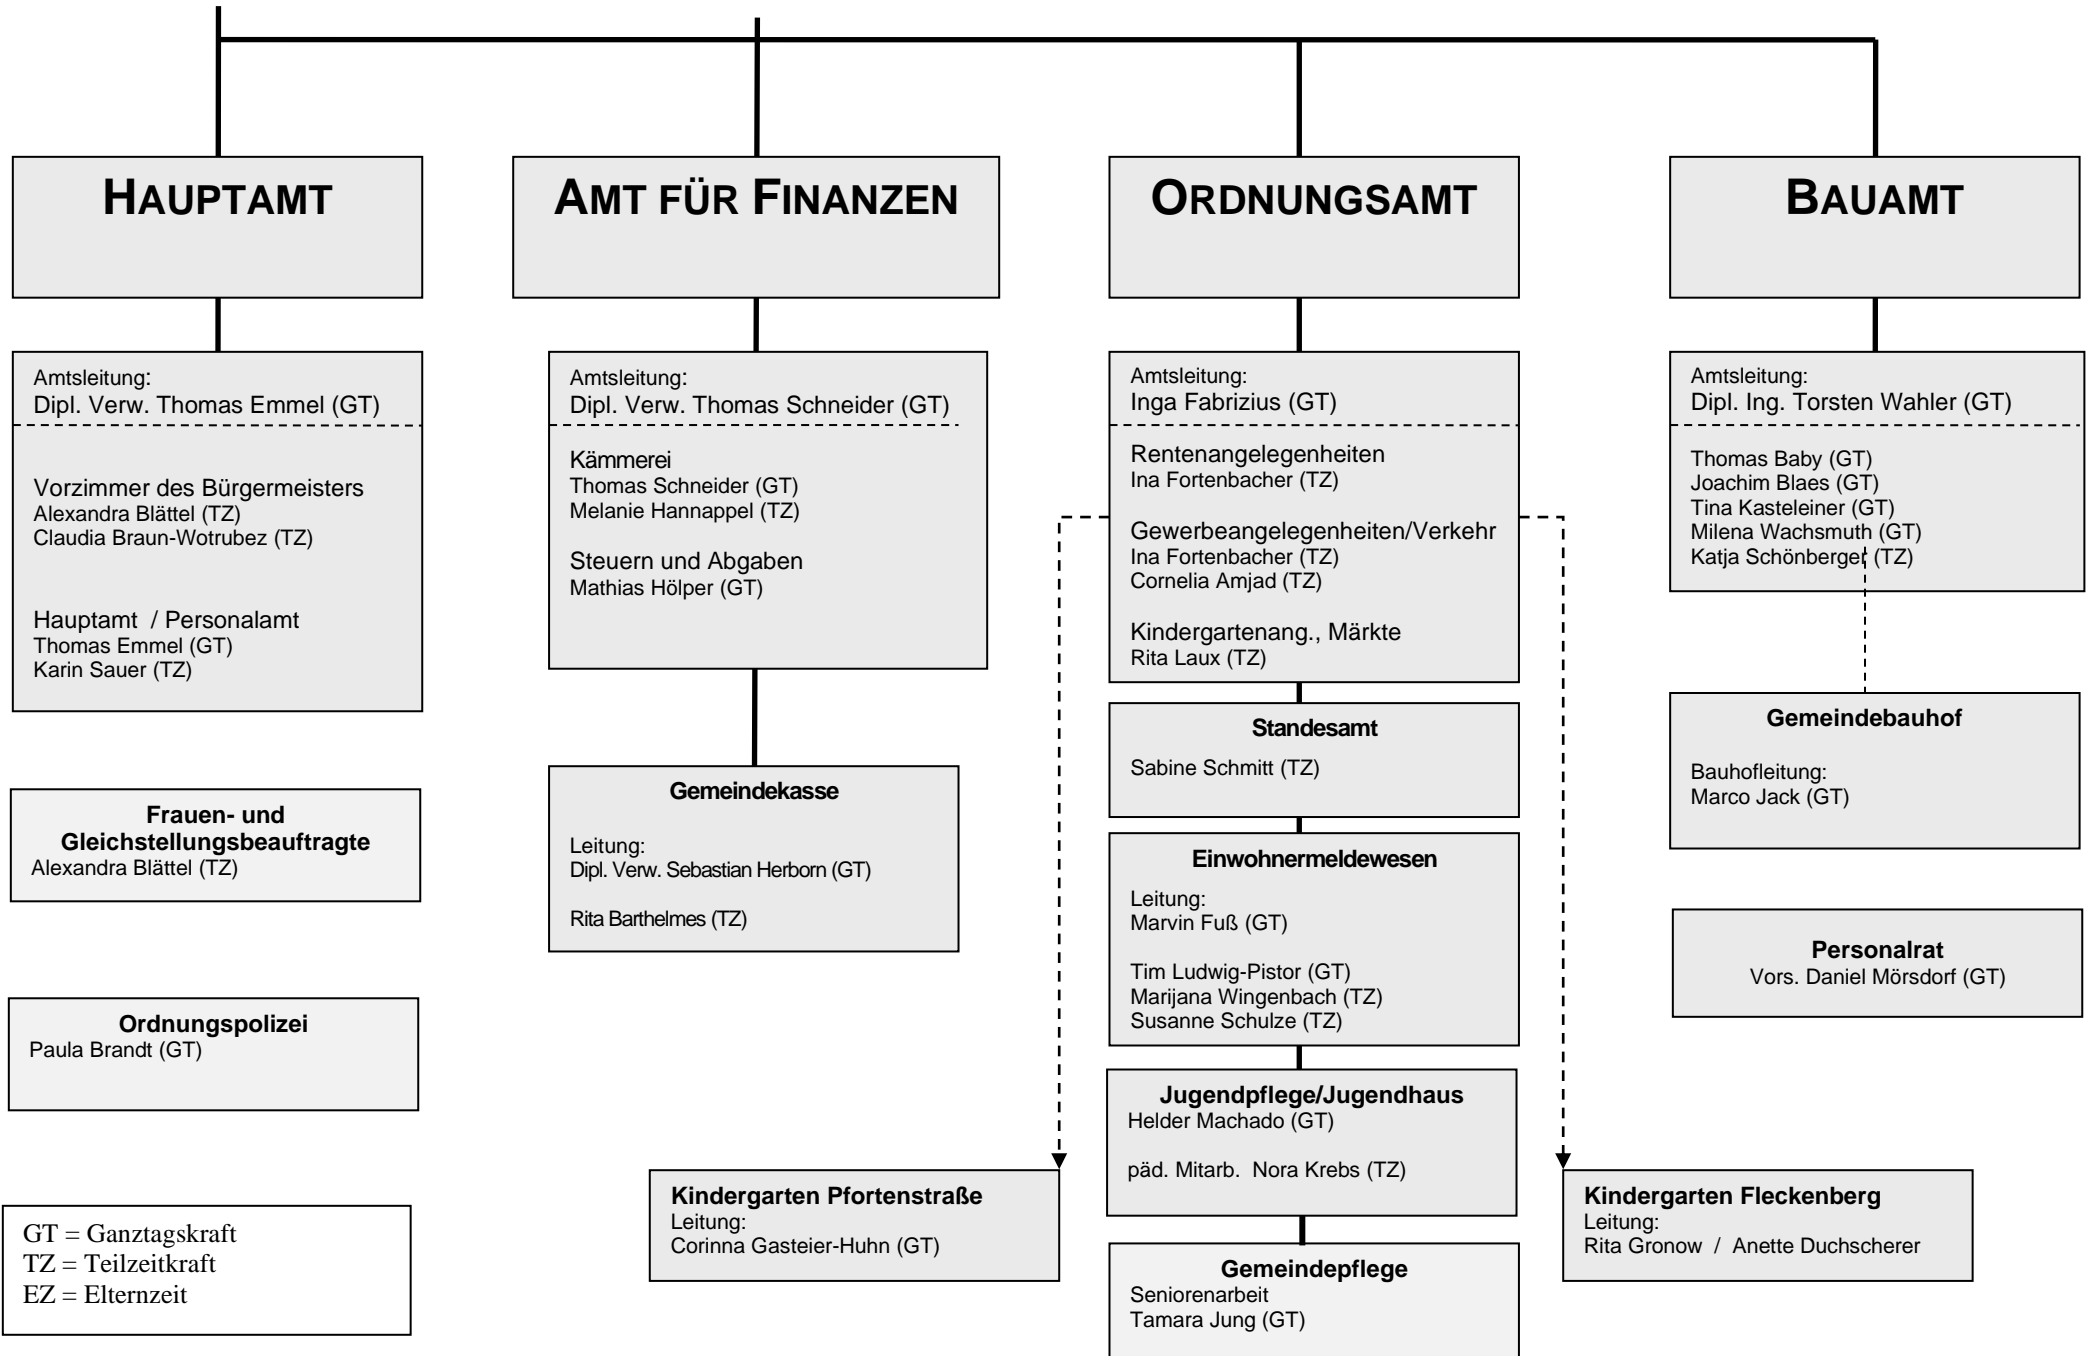 HAUPTAMT
Amtsleitung:
Dipl. Verw. Thomas Emmel (GT)
Vorzimmer des Bürgermeisters
Alexandra Blättel (TZ)
Claudia Braun-Wotrubez (TZ)
Hauptamt / Personalamt
Thomas Emmel (GT)
Karin Sauer (TZ)
Frauen- und
Gleichstellungsbeauftragte
Alexandra Blättel (TZ)
Ordnungspolizei
Paula Brandt (GT)
GT = Ganztagskraft
TZ = Teilzeitkraft
EZ = Elternzeit
AMT FÜR FINANZEN
Amtsleitung:
Dipl. Verw. Thomas Schneider (GT)
Kämmerei
Thomas Schneider (GT)
Melanie Hannappel (TZ)
Steuern und Abgaben
Mathias Hölper (GT)
Gemeindekasse
Leitung:
Dipl. Verw. Sebastian Herborn (GT)
Rita Barthelmes (TZ)
Kindergarten Pfortenstraße
Leitung:
Corinna Gasteier-Huhn (GT)
ORDNUNGSAMT
Amtsleitung:
Inga Fabrizius (GT)
Rentenangelegenheiten
Ina Fortenbacher (TZ)
Gewerbeangelegenheiten/Verkehr
Ina Fortenbacher (TZ)
Cornelia Amjad (TZ)
Kindergartenang., Märkte
Rita Laux (TZ)
Standesamt
Sabine Schmitt (TZ)
Einwohnermeldewesen
Leitung:
Marvin Fuß (GT)
Tim Ludwig-Pistor (GT)
Marijana Wingenbach (TZ)
Susanne Schulze (TZ)
Jugendpflege/Jugendhaus
Helder Machado (GT)
päd. Mitarb. Nora Krebs (TZ)
Gemeindepflege
Seniorenarbeit
Tamara Jung (GT)
BAUAMT
Amtsleitung:
Dipl. Ing. Torsten Wahler (GT)
Thomas Baby (GT)
Joachim Blaes (GT)
Tina Kasteleiner (GT)
Milena Wachsmuth (GT)
Katja Schönberger (TZ)
Gemeindebauhof
Bauhofleitung:
Marco Jack (GT)
Personalrat
Vors. Daniel Mörsdorf (GT)
Kindergarten Fleckenberg
Leitung:
Rita Gronow / Anette Duchscherer